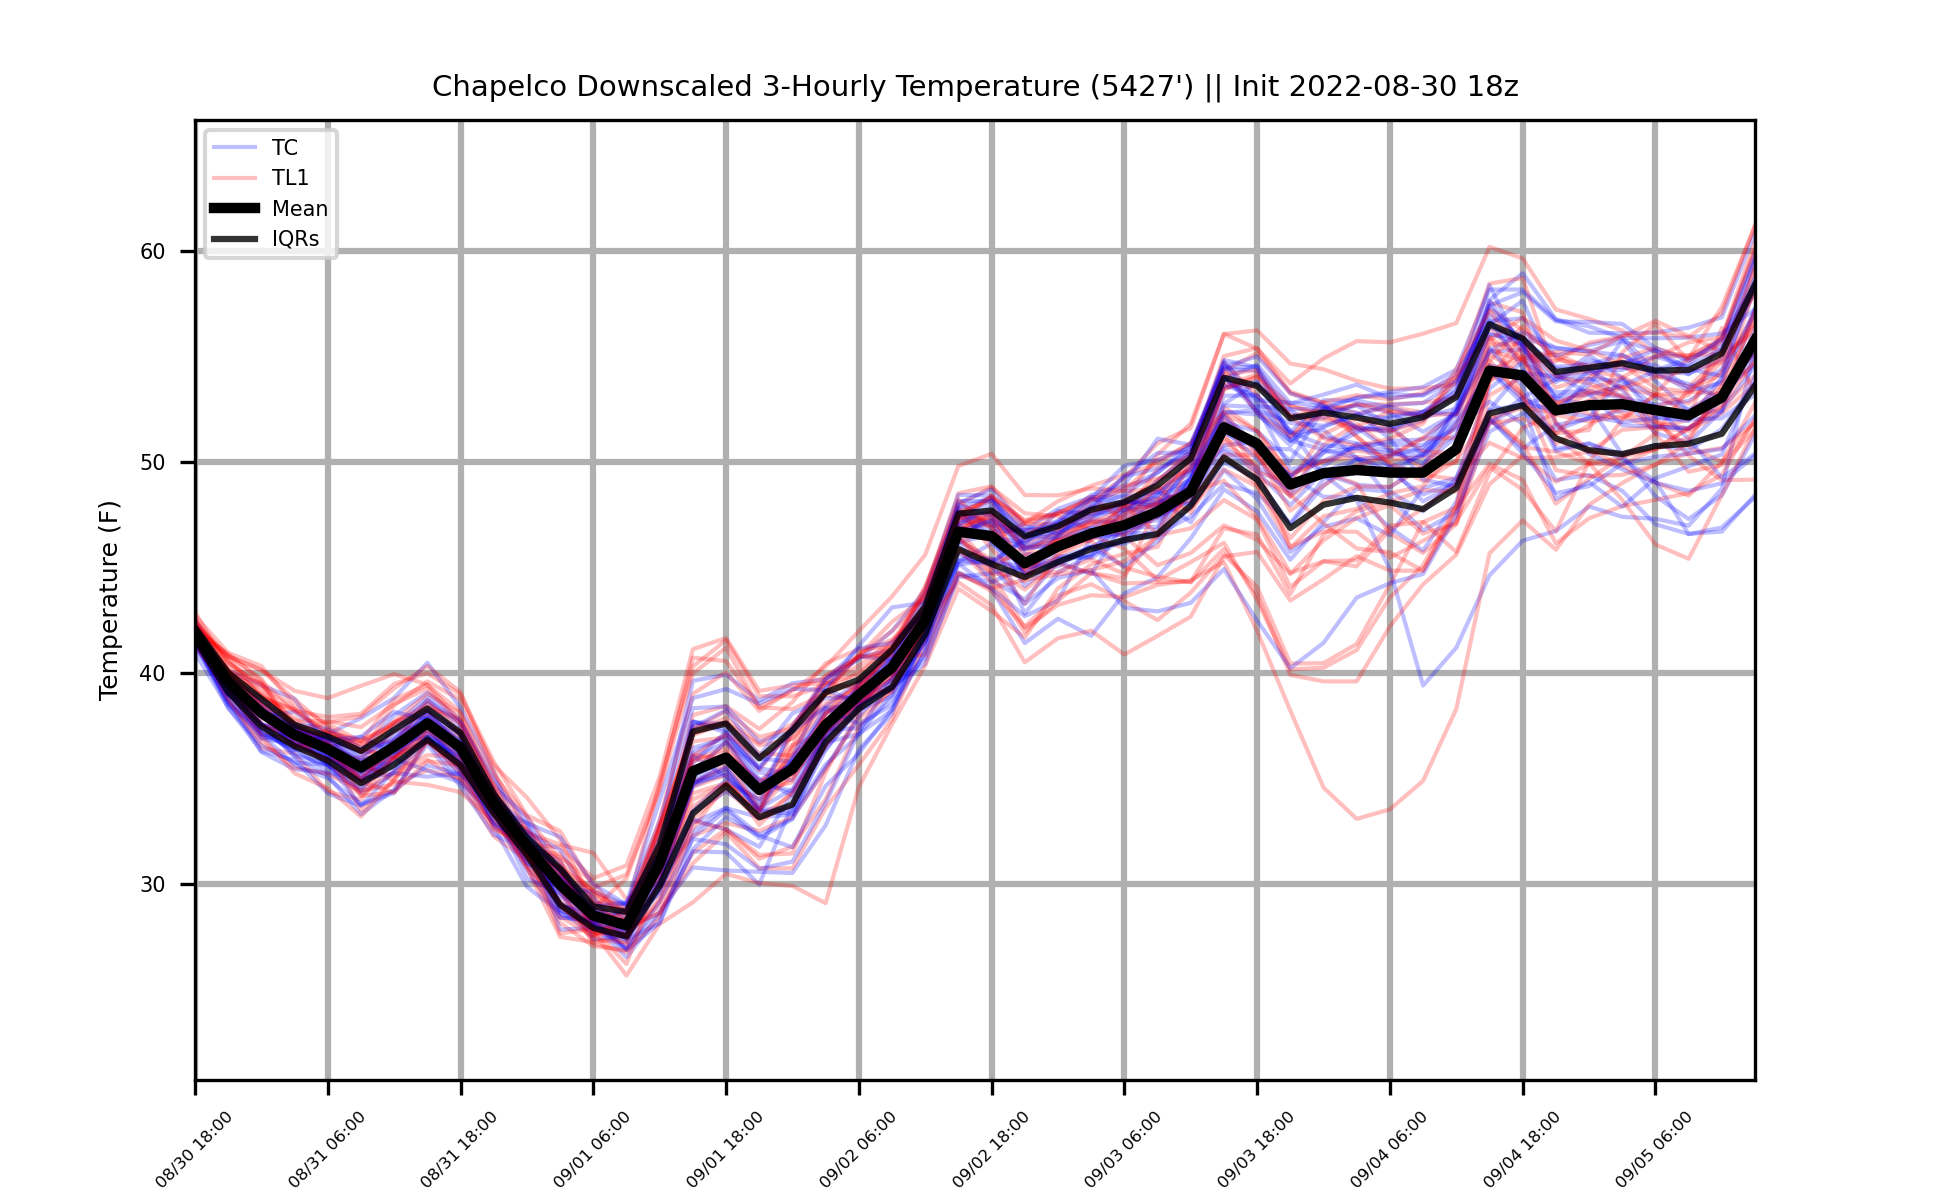 Chapelco Downscaled 3-Hourly Temperature (5427') || Init 2022-08-30 18z
TC
TL1
Mean
IQRs
Temperature (F)
60
50
40
30
08/30 18:00
08/31 06:00
08/31 18:00
09/01 06:00
09/01 18:00
09/02 06:00
09/02 18:00
09/03 06:00
09/03 18:00
09/04 06:00
09/04 18:00
09/05 06:00